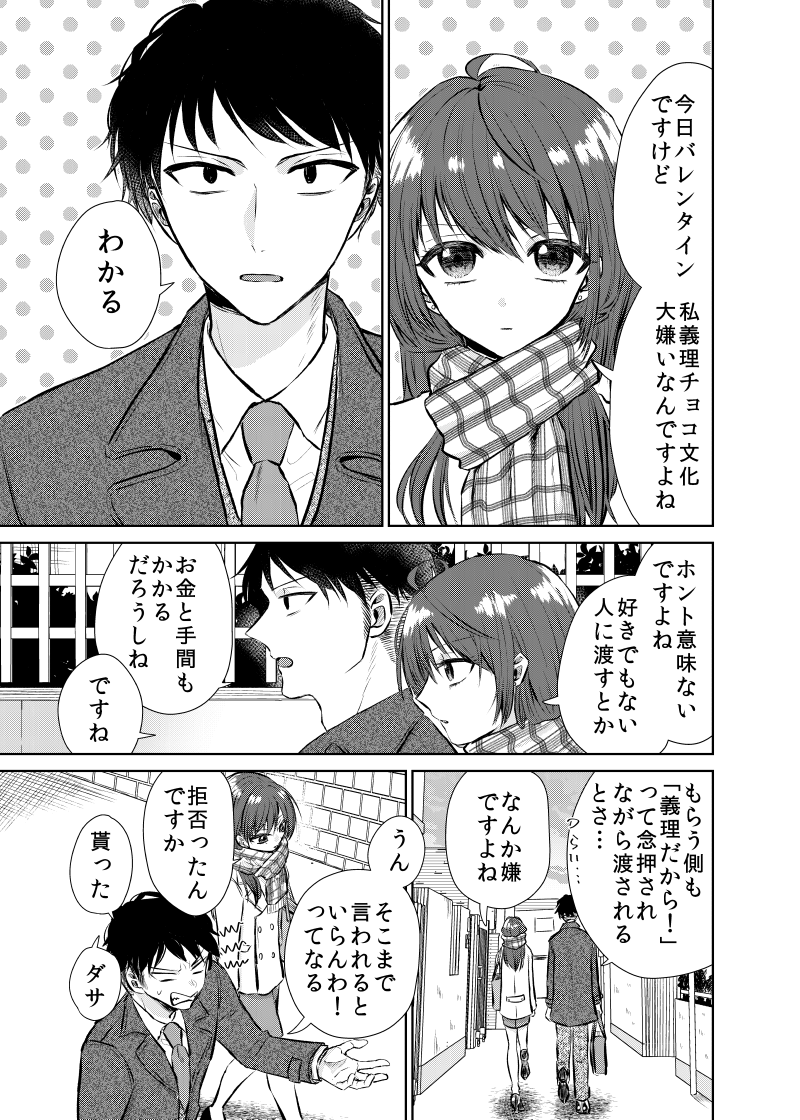 今日バレンタイン
ですけど
私義理チョコ文化
大嫌いなんですよね
わかる
ホント意味ない
ですよね
好きでもない
人に渡すとか
お金と手間も
かかる
だろうしね
ですね
もらう側も
「義理だから!」
って念押され
ながら渡される
とさ…
つらい…
なんか嫌
ですよね
うん
そこまで
言われると
いらんわ!
ってなる
拒否ったん
ですか
貰った
ダサ